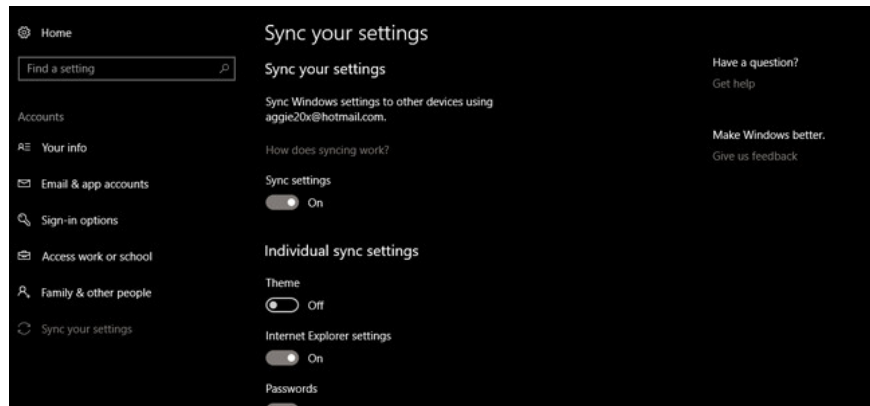 Home
Find a setting
Accounts
Your info
Email & app accounts
Sign-in options
Access work or school
Family & other people
Sync your settings
Sync your settings
Sync your settings
Sync Windows settings to other devices using
aggie20x@hotmail.com.
How does syncing work?
Sync settings
On
Individual sync settings
Theme
Off
Internet Explorer settings
On
Passwords
Have a question?
Get help
Make Windows better.
Give us feedback